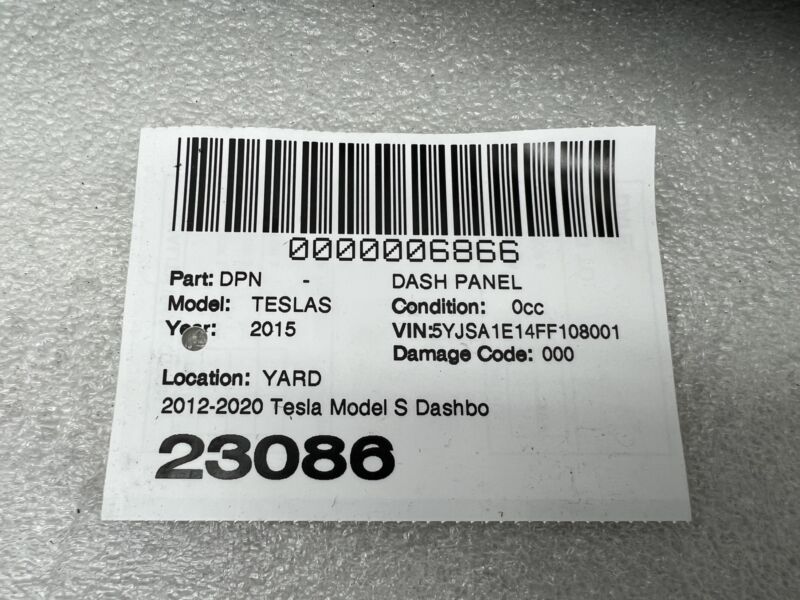 0000006866
Part: DPN - DASH PANEL
Model: TESLAS Condition: 0cc
Year: 2015 VIN:5YJSA1E14FF108001
Damage Code: 000
Location: YARD
2012-2020 Tesla Model S Dashbo
23086